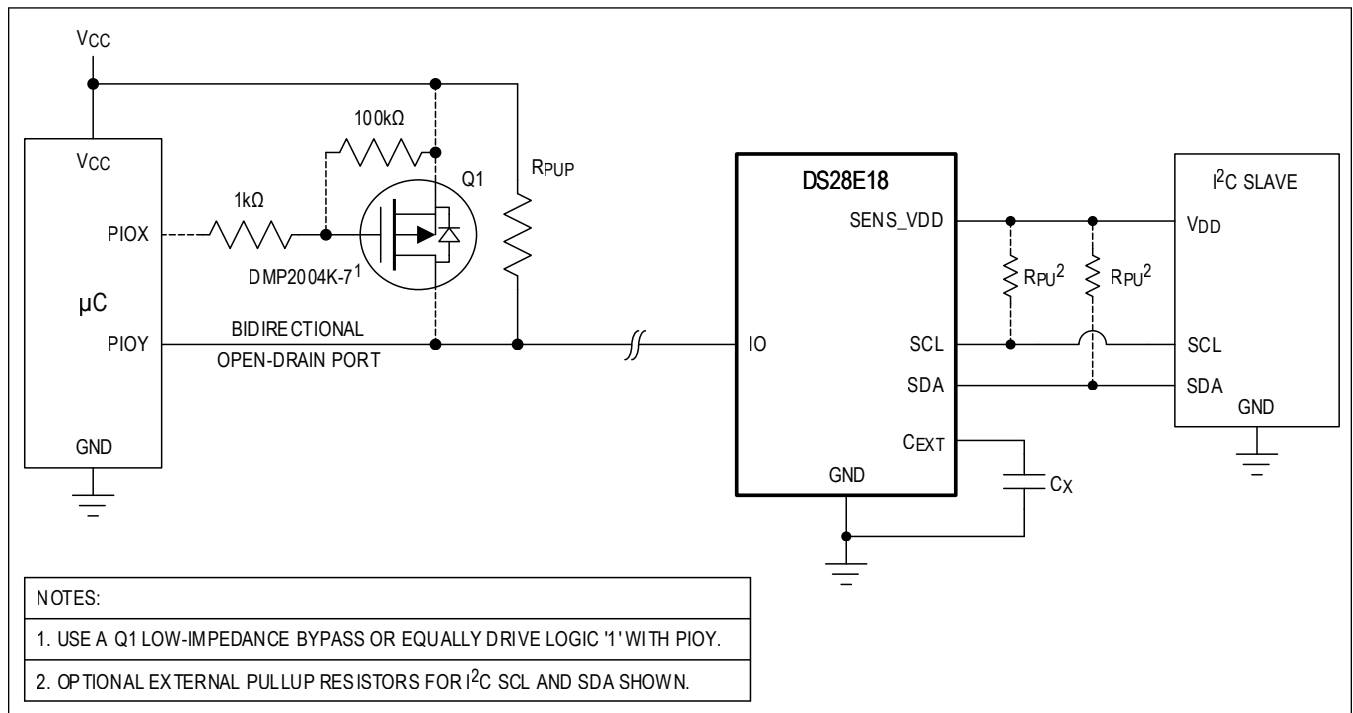 VCC
100kΩ
Q1
RPUP
VCC
1kΩ
PIOX
DMP2004K-7¹
µC
PIOY
BIDIRECTIONAL
OPEN-DRAIN PORT
GND
DS28E18
SENS_VDD
IO
SCL
SDA
CEXT
GND
CX
RPU²
RPU²
I²C SLAVE
VDD
SCL
SDA
GND
NOTES:
1. USE A Q1 LOW-IMPEDANCE BYPASS OR EQUALLY DRIVE LOGIC '1' WITH PIOY.
2. OPTIONAL EXTERNAL PULLUP RESISTORS FOR I²C SCL AND SDA SHOWN.